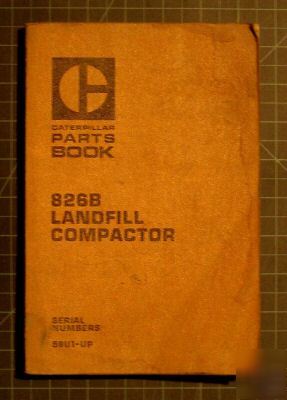 CATERPILLAR
PARTS
BOOK
826B
LANDFILL
COMPACTOR
SERIAL
NUMBERS
58U1-UP